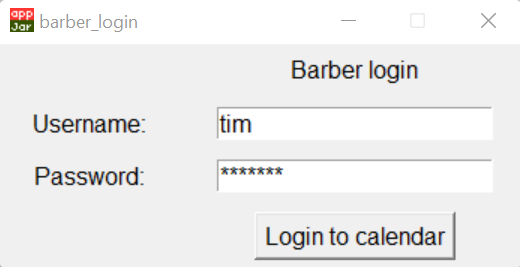 app
Jar
barber_login
Barber login
Username:
tim
Password:
*******
Login to calendar